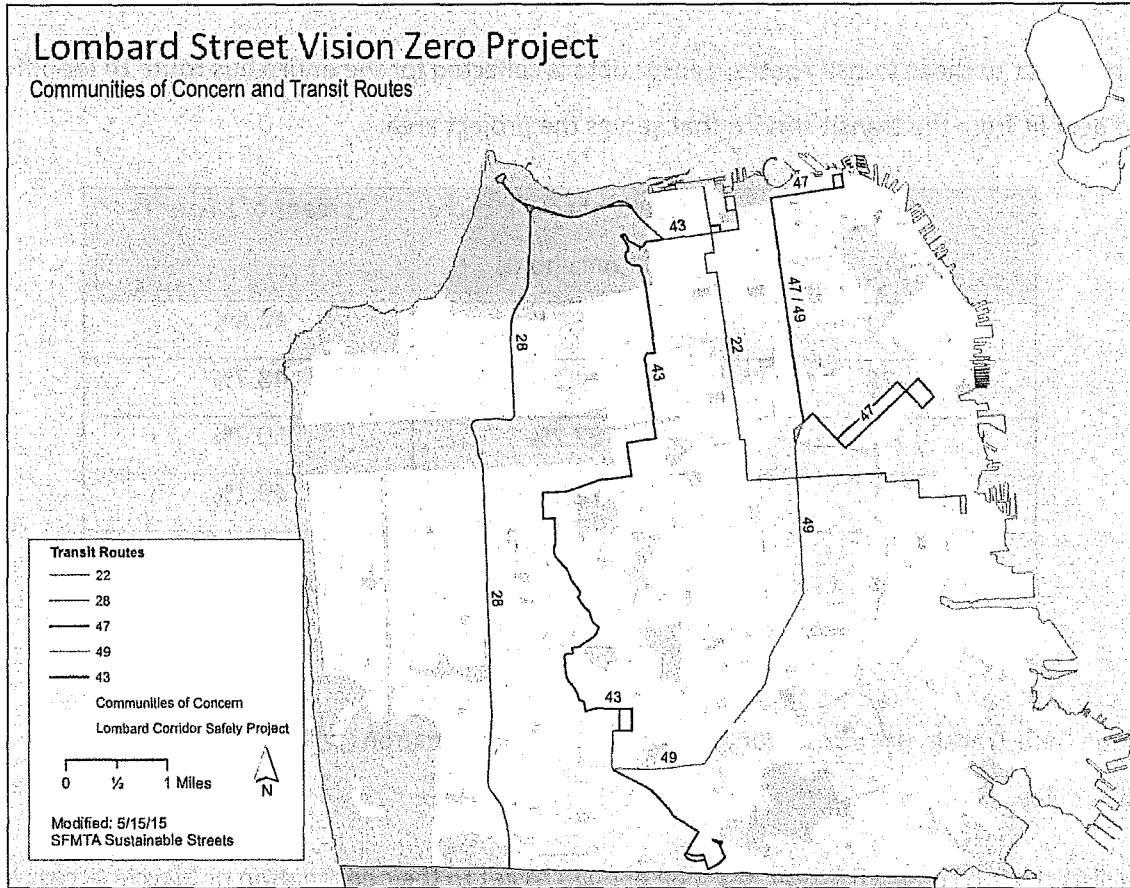 Lombard Street Vision Zero Project
Communities of Concern and Transit Routes
47
43
47 / 49
28
22
43
47
49
28
43
49
Transit Routes
22
28
47
49
43
Communities of Concern
Lombard Corridor Safety Project
0 ½ 1 Miles
N
Modified: 5/15/15
SFMTA Sustainable Streets